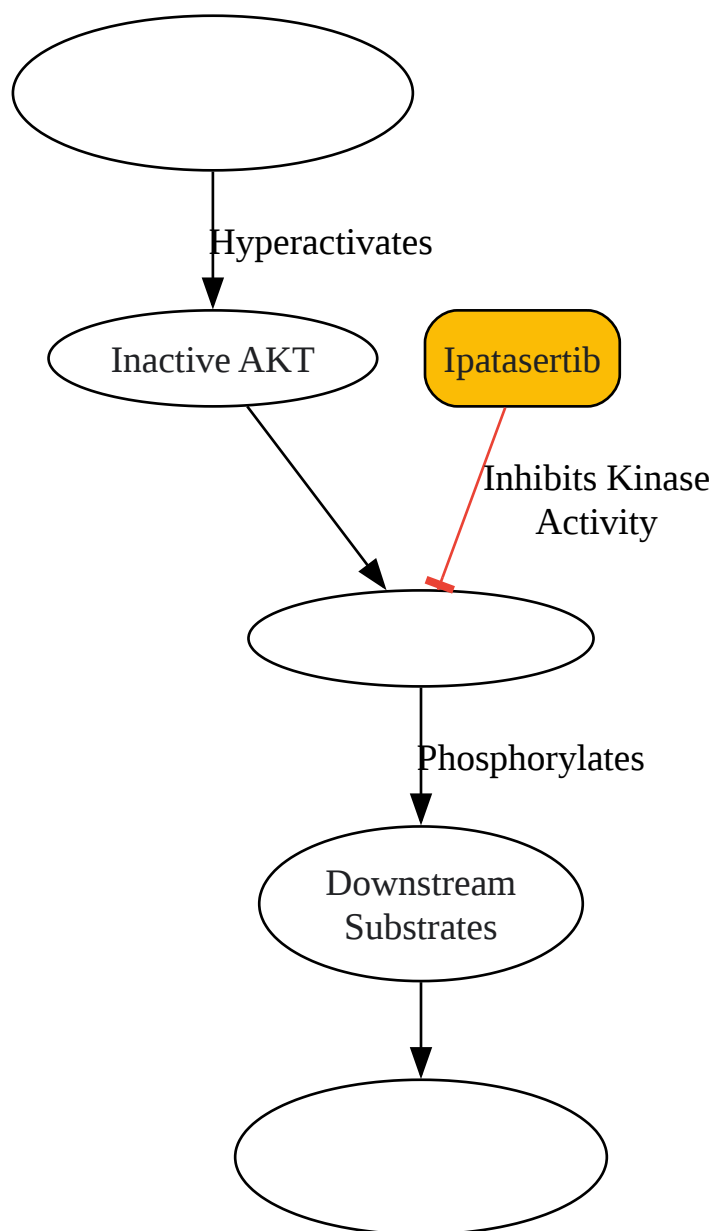 Hyperactivates
Inactive AKT
Ipatasertib
Inhibits Kinase
Activity
Phosphorylates
Downstream
Substrates